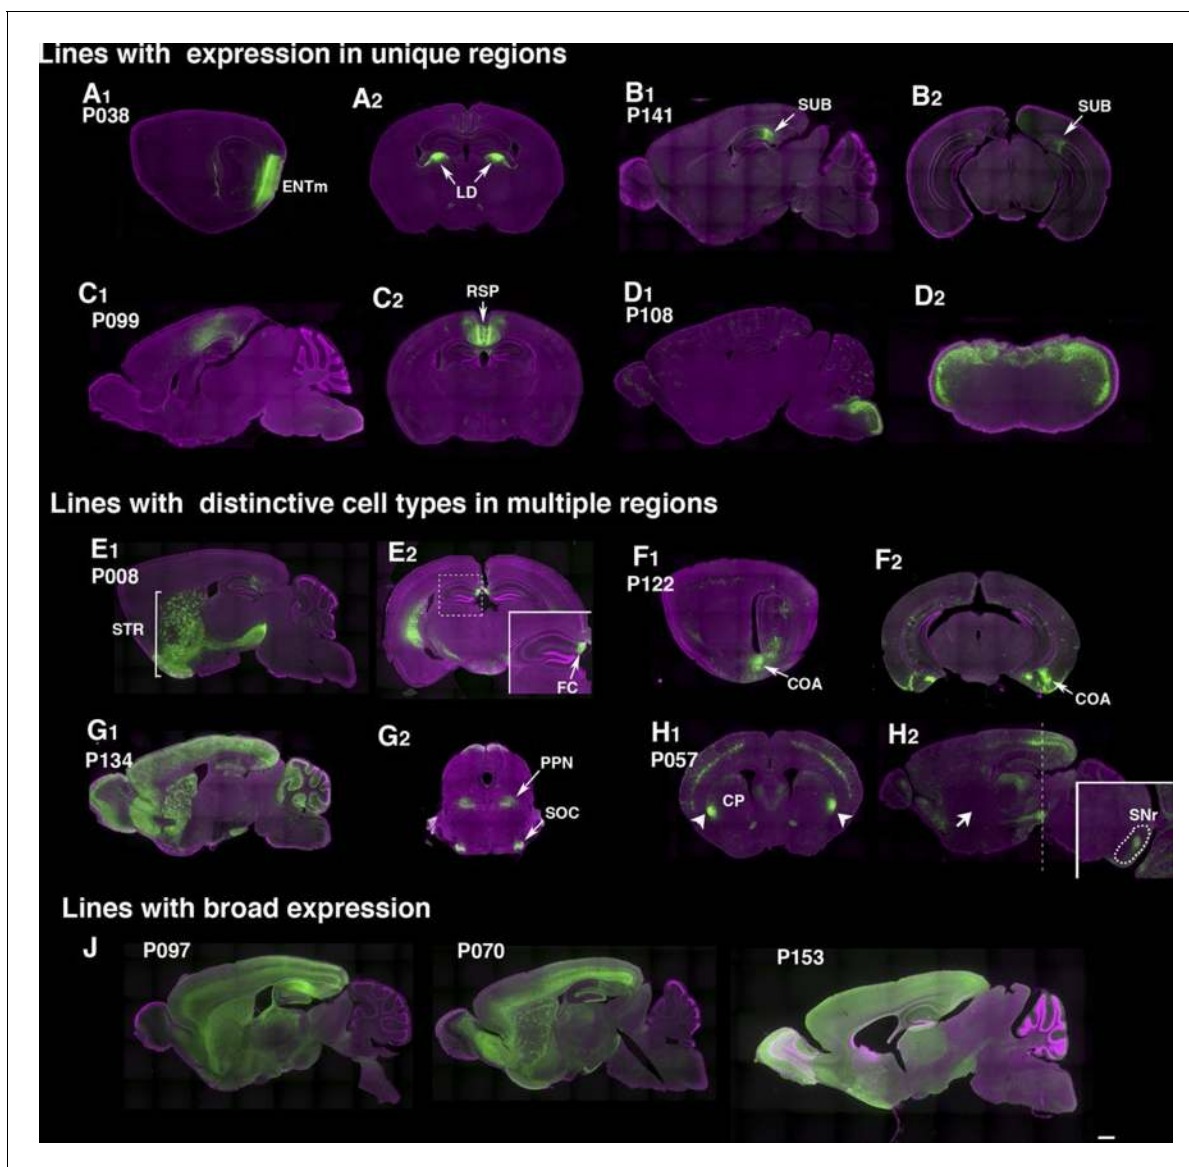 Lines with expression in unique regions
A1
P038
ENTm
A2
LD
B1
P141
SUB
B2
SUB
C1
P099
C2
RSP
D1
P108
D2
Lines with distinctive cell types in multiple regions
E1
P008
STR
E2
FC
F1
P122
COA
F2
COA
G1
P134
G2
PPN
SOC
H1
P057
CP
H2
SNr
Lines with broad expression
J
P097
P070
P153